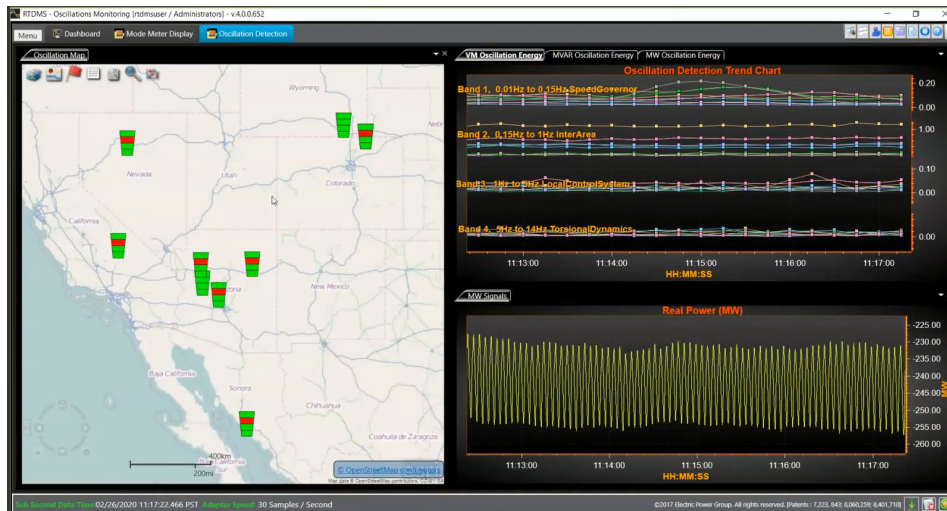 RTDMS - Oscillations Monitoring [rtdmsuser / Administrators] - v.4.0.0.652
Menu
Dashboard
Mode Meter Display
Oscillation Detection
Oscillation Map
Wyoming
Nevada
Utah
Colorado
California
New Mexico
Baja California
Sonora
Chihuahua
Coahuila de Zaragoza
400km
200mi
© OpenStreetMap contributors
VM Oscillation Energy
MVAR Oscillation Energy
MW Oscillation Energy
Oscillation Detection Trend Chart
Band 1, 0.01Hz to 0.15Hz SpeedGovernor
0.20
0.00
Band 2, 0.15Hz to 1Hz InterArea
1.00
Band 3, 1Hz to 5Hz LocalControlSystem
0.10
0.00
Band 4, 5Hz to 14Hz TorsionalDynamics
0.00
11:13:00 11:14:00 11:15:00 11:16:00 11:17:00
HH:MM:SS
MW Signals
Real Power (MW)
-225.00
-230.00
-235.00
-240.00
-245.00
-250.00
-255.00
-260.00
MW
11:13:00 11:14:00 11:15:00 11:16:00 11:17:00
HH:MM:SS
Sub Second Data Time: 02/26/2020 11:17:22.466 PST Adapter Speed: 30 Samples / Second
©2017 Electric Power Group. All rights reserved. [Patents : 7,223, 843; 8,060,259; 8,401,710]